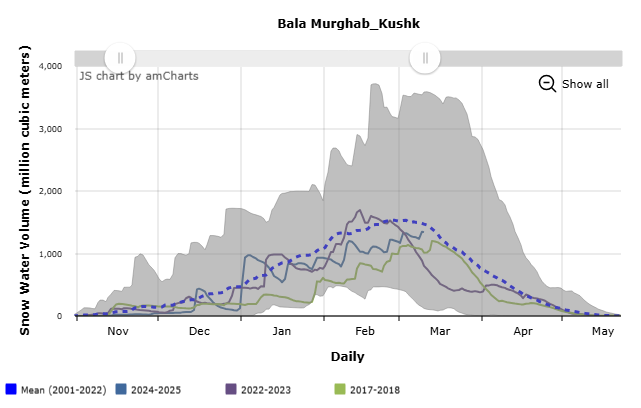 Bala Murghab_Kushk
JS chart by amCharts
Show all
Snow Water Volume (million cubic meters)
4,000
3,000
2,000
1,000
0
Nov Dec Jan Feb Mar Apr May
Daily
Mean (2001-2022) 2024-2025 2022-2023 2017-2018